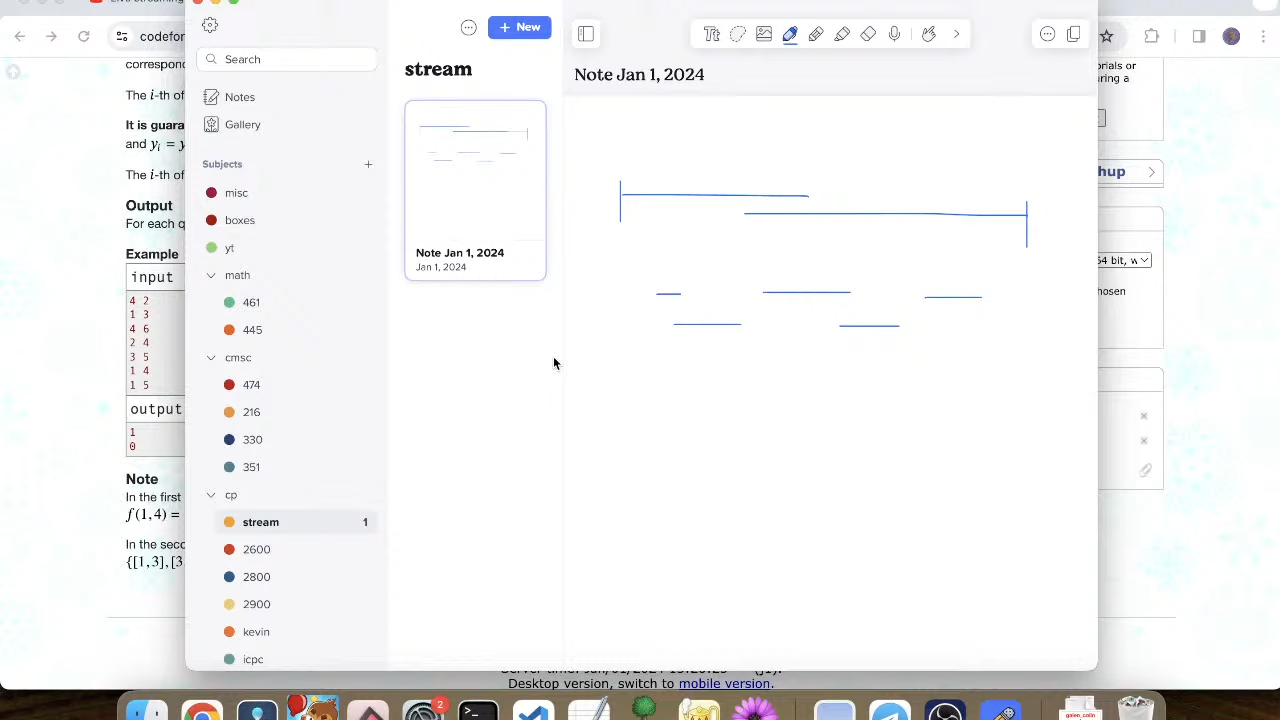 Live Streaming
codefor
correspon
The i-th of
It is guara
and y_i = y
The i-th of
Output
For each q
Example
input
4 2
1 3
4 6
2 4
3 5
1 4
1 5
output
1
0
Note
In the first
f(1,4) =
In the seco
{[1,3],[3
Search
Notes
Gallery
Subjects
misc
boxes
yt
math
461
445
cmsc
474
216
330
351
cp
stream 1
2600
2800
2900
kevin
icpc
New
stream
Note Jan 1, 2024
Jan 1, 2024
Note Jan 1, 2024
orials or
uring a
hup
64 bit, w
hosen
Desktop version, switch to mobile version.
2
galen_colin